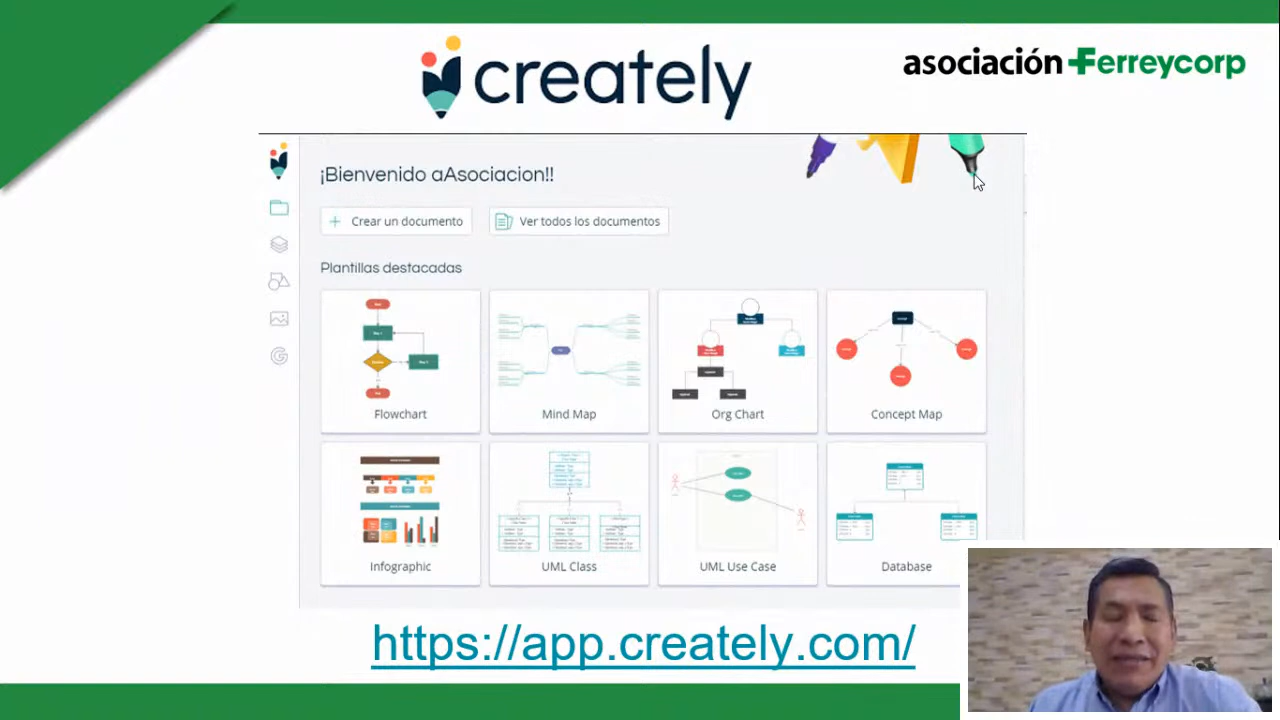 creately
asociación Ferreycorp
¡Bienvenido aAsociacion!!
Crear un documento
Ver todos los documentos
Plantillas destacadas
Flowchart
Mind Map
Org Chart
Concept Map
Infographic
UML Class
UML Use Case
Database
https://app.creately.com/